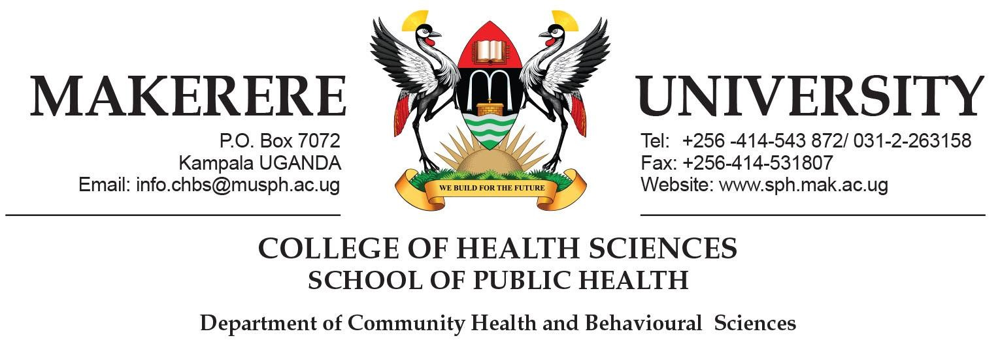 MAKERERE UNIVERSITY
P.O. Box 7072
Kampala UGANDA
Email: info.chbs@musph.ac.ug
Tel: +256 -414-543 872/ 031-2-263158
Fax: +256-414-531807
Website: www.sph.mak.ac.ug
WE BUILD FOR THE FUTURE
COLLEGE OF HEALTH SCIENCES
SCHOOL OF PUBLIC HEALTH
Department of Community Health and Behavioural Sciences